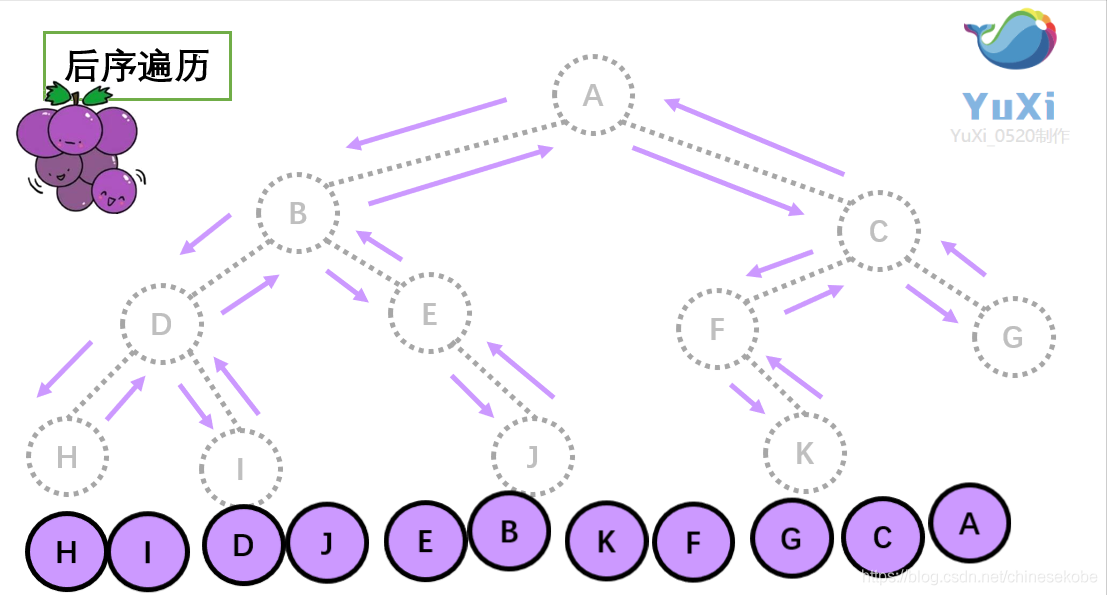 后序遍历
YuXi
YuXi_0520制作
A
B
C
D
E
F
G
H
I
J
K
H I D J E B K F G C A
https://blog.csdn.net/chinesekobe